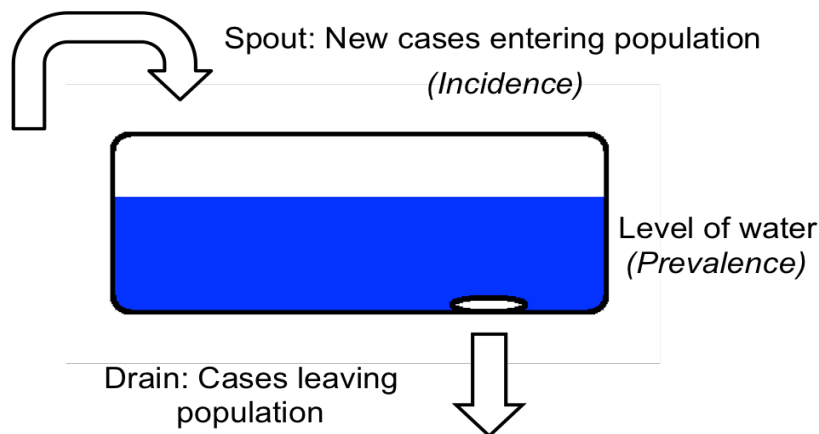 Spout: New cases entering population
(Incidence)
Level of water
(Prevalence)
Drain: Cases leaving
population